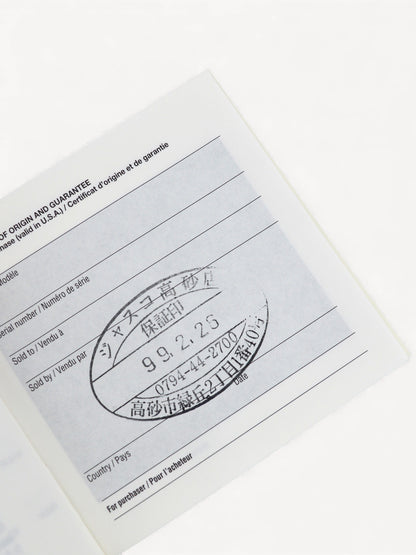 OF ORIGIN AND GUARANTEE
hase (valid in U.S.A.) / Certificat d'origine et de garantie
Modèle
Serial number / Numéro de série
Sold to / Vendu à
Sold by / Vendu par
ジャスコ高砂店
保証印
99.2.26
0794-44-2700
高砂市緑丘2丁目1番40号
Date
Country / Pays
For purchaser / Pour l'acheteur